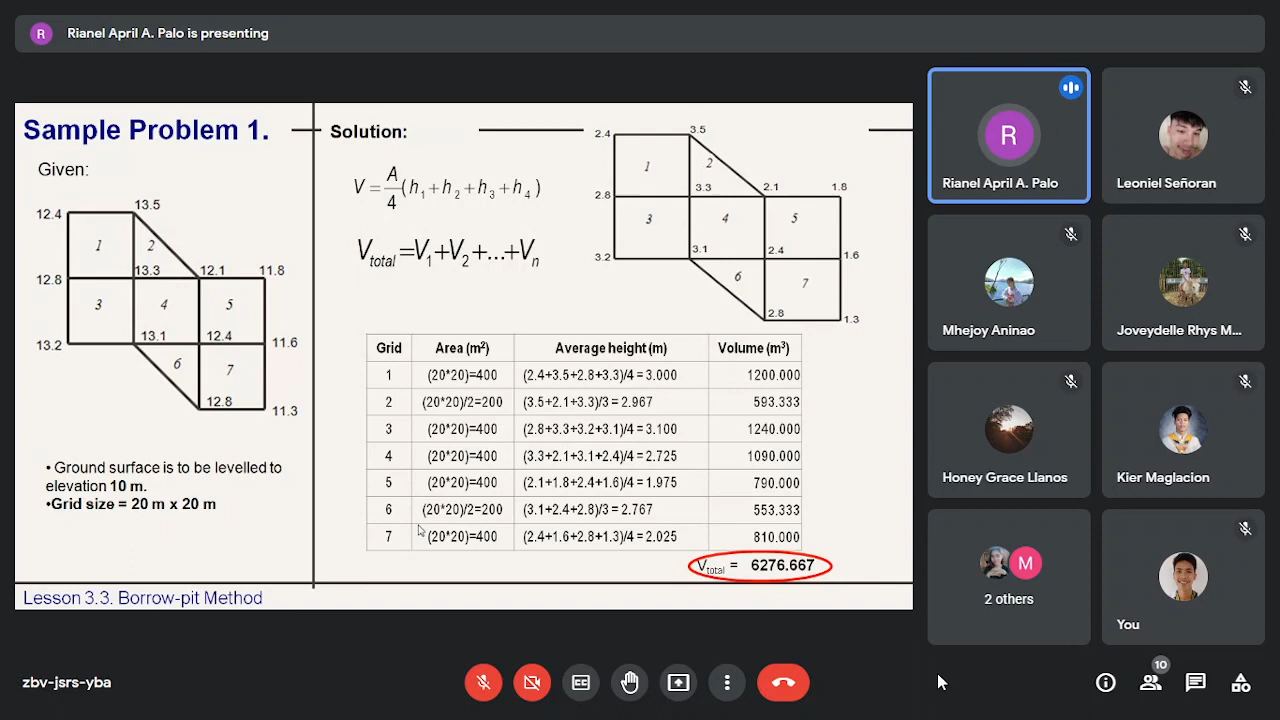 R
Rianel April A. Palo is presenting
Sample Problem 1.
Given:
12.4
13.5
1
2
12.8
13.3
12.1
11.8
3
4
5
13.2
13.1
12.4
11.6
6
7
12.8
11.3
• Ground surface is to be levelled to
elevation 10 m.
•Grid size = 20 m x 20 m
Solution:
V = A/4 (h1 + h2 + h3 + h4)
Vtotal = V1 + V2 + ... + Vn
2.4
3.5
1
2
2.8
3.3
2.1
1.8
3
4
5
3.2
3.1
2.4
1.6
6
7
2.8
1.3
Grid Area (m²) Average height (m) Volume (m³)
1 (20*20)=400 (2.4+3.5+2.8+3.3)/4 = 3.000 1200.000
2 (20*20)/2=200 (3.5+2.1+3.3)/3 = 2.967 593.333
3 (20*20)=400 (2.8+3.3+3.2+3.1)/4 = 3.100 1240.000
4 (20*20)=400 (3.3+2.1+3.1+2.4)/4 = 2.725 1090.000
5 (20*20)=400 (2.1+1.8+2.4+1.6)/4 = 1.975 790.000
6 (20*20)/2=200 (3.1+2.4+2.8)/3 = 2.767 553.333
7 (20*20)=400 (2.4+1.6+2.8+1.3)/4 = 2.025 810.000
Vtotal = 6276.667
Lesson 3.3. Borrow-pit Method
R
Rianel April A. Palo
Leoniel Señoran
Mhejoy Aninao
Joveydelle Rhys M...
Honey Grace Llanos
Kier Maglacion
M
2 others
You
zbv-jsrs-yba
CC
10